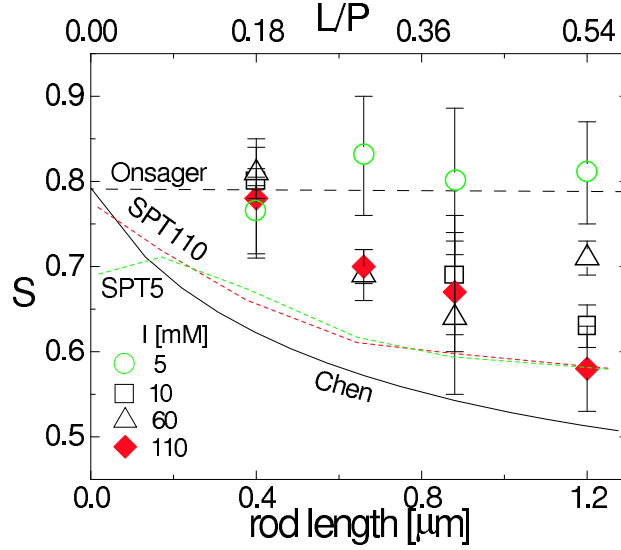 L/P
0.00 0.18 0.36 0.54
0.9
0.8
0.7
0.6
0.5
S
Onsager
SPT110
SPT5
Chen
I [mM]
5
10
60
110
0.0 0.4 0.8 1.2
rod length [μm]